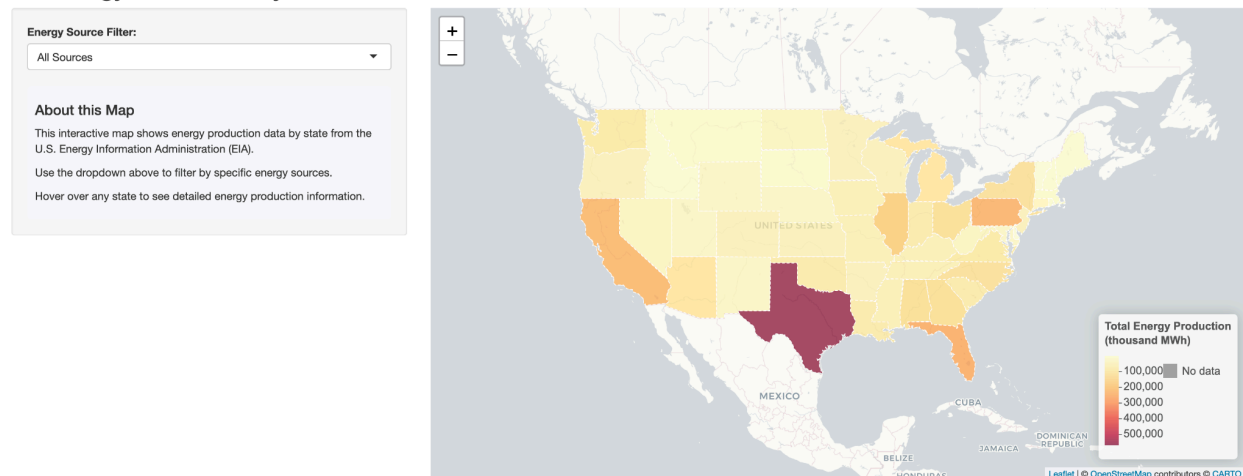 Energy Source Filter:
All Sources
About this Map
This interactive map shows energy production data by state from the
U.S. Energy Information Administration (EIA).
Use the dropdown above to filter by specific energy sources.
Hover over any state to see detailed energy production information.
+
−
UNITED STATES
MEXICO
CUBA
DOMINICAN
REPUBLIC
JAMAICA
BELIZE
HONDURAS
Total Energy Production
(thousand MWh)
100,000
No data
200,000
300,000
400,000
500,000
Leaflet | © OpenStreetMap contributors © CARTO